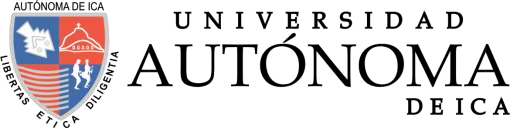 AUTÓNOMA DE ICA
LIBERTAS ETICA DILIGENTIA
UNIVERSIDAD
AUTÓNOMA
DE ICA